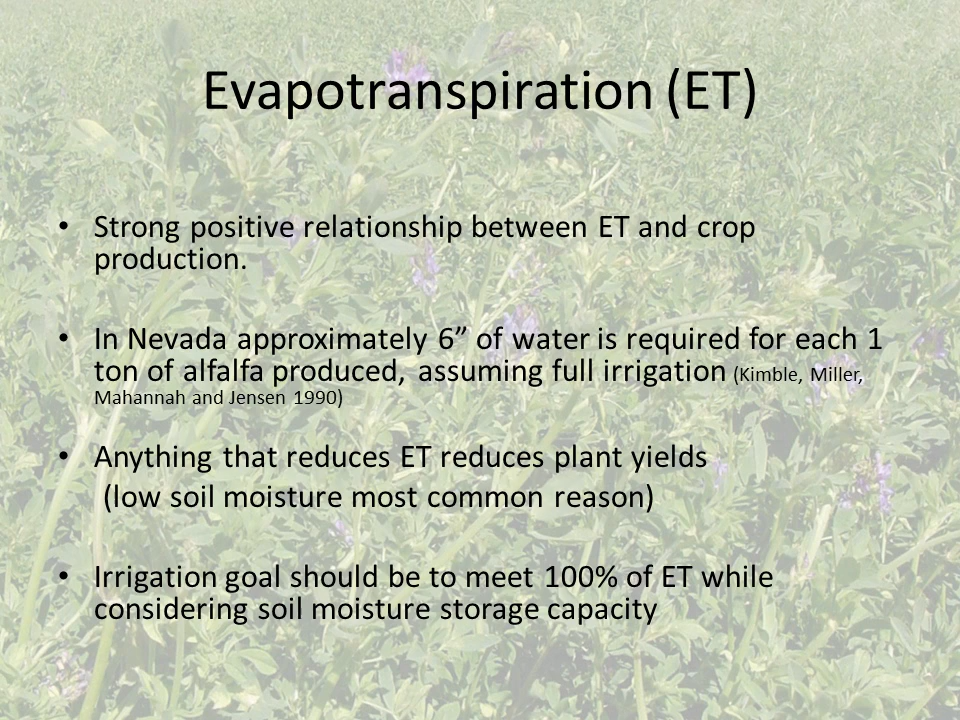 Evapotranspiration (ET)
• Strong positive relationship between ET and crop
production.
• In Nevada approximately 6” of water is required for each 1
ton of alfalfa produced, assuming full irrigation (Kimble, Miller,
Mahannah and Jensen 1990)
• Anything that reduces ET reduces plant yields
(low soil moisture most common reason)
• Irrigation goal should be to meet 100% of ET while
considering soil moisture storage capacity